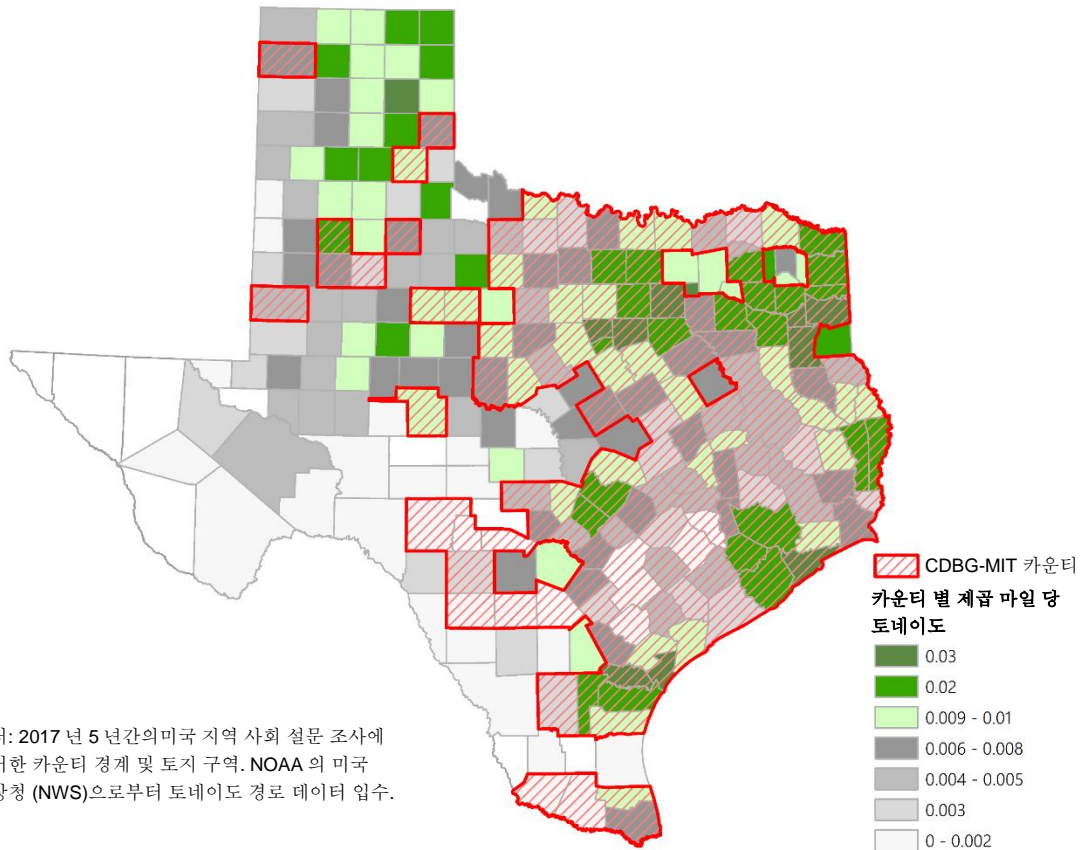 CDBG-MIT 카운티
카운티 별 제곱 마일 당
토네이도
0.03
0.02
0.009 - 0.01
0.006 - 0.008
0.004 - 0.005
0.003
0 - 0.002
: 2017 년 5 년간의미국 지역 사회 설문 조사에
카운티 경계 및 토지 구역. NOAA 의 미국
(NWS)으로부터 토네이도 경로 데이터 입수.